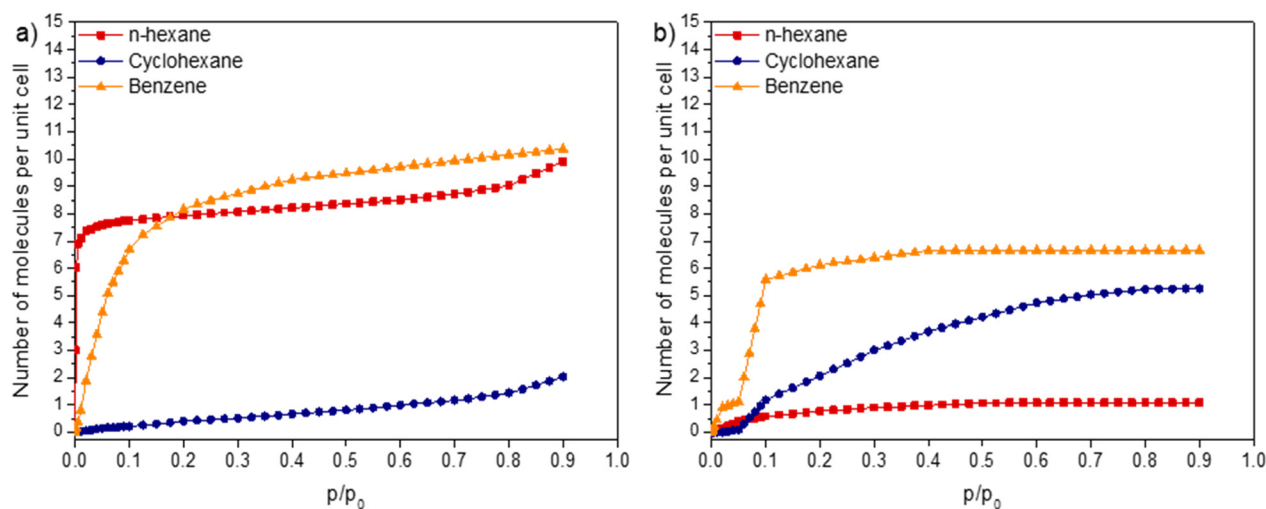 a)
n-hexane
Cyclohexane
Benzene
Number of molecules per unit cell
15
14
13
12
11
10
9
8
7
6
5
4
3
2
1
0
0.0 0.1 0.2 0.3 0.4 0.5 0.6 0.7 0.8 0.9 1.0
p/p0
b)
n-hexane
Cyclohexane
Benzene
Number of molecules per unit cell
15
14
13
12
11
10
9
8
7
6
5
4
3
2
1
0
0.0 0.1 0.2 0.3 0.4 0.5 0.6 0.7 0.8 0.9 1.0
p/p0